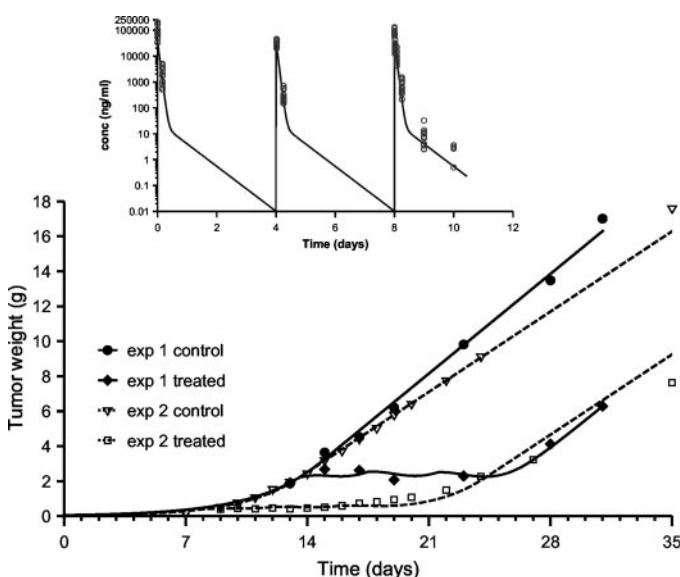 250000
100000
10000
1000
100
10
1
0.1
0.01
conc (ng/ml)
0 2 4 6 8 10 12
Time (days)
18
16
14
12
10
8
6
4
2
0
Tumor weight (g)
exp 1 control
exp 1 treated
exp 2 control
exp 2 treated
0 7 14 21 28 35
Time (days)